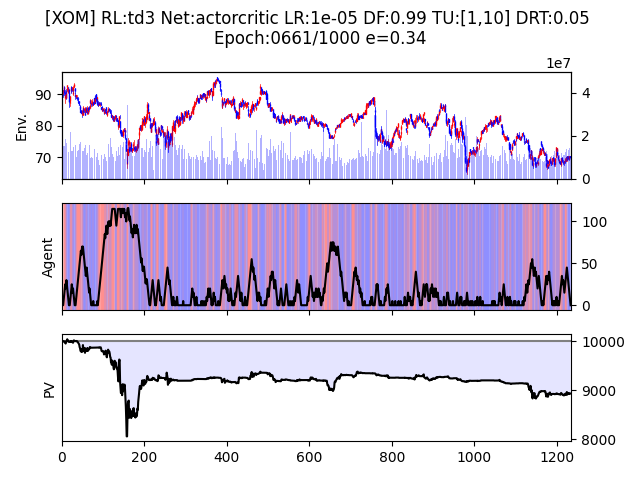 [XOM] RL:td3 Net:actorcritic LR:1e-05 DF:0.99 TU:[1,10] DRT:0.05
Epoch:0661/1000 e=0.34
1e7
Env.
90
80
70
4
2
0
Agent
100
50
0
PV
10000
9000
8000
0 200 400 600 800 1000 1200